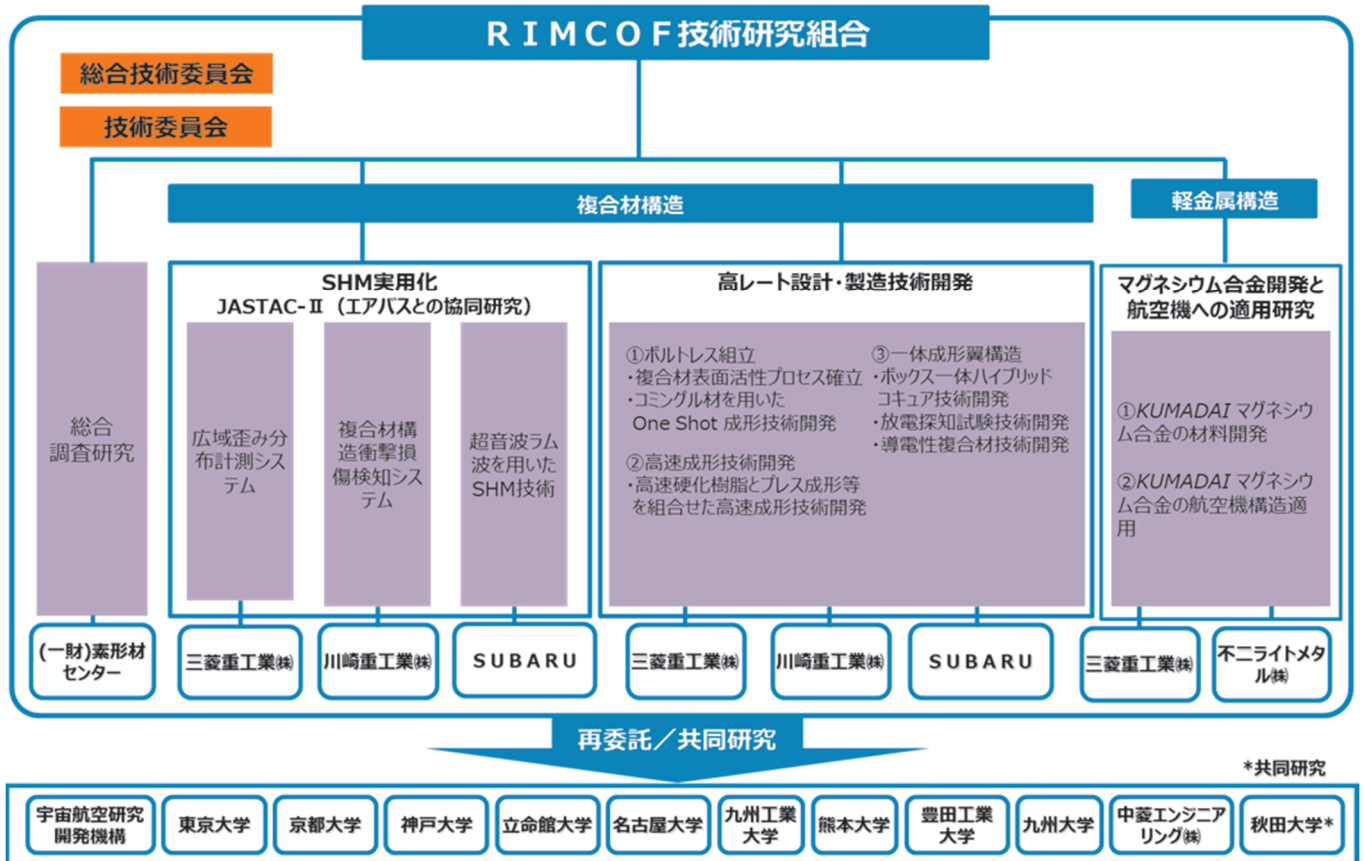 ＲＩＭＣＯＦ技術研究組合
総合技術委員会
技術委員会
複合材構造
軽金属構造
総合
調査研究
SHM実用化
JASTAC-Ⅱ（エアバスとの協同研究）
広域歪み分
布計測シス
テム
複合材構
造衝撃損
傷検知シス
テム
超音波ラム
波を用いた
SHM技術
高レート設計・製造技術開発
①ボルトレス組立
・複合材表面活性プロセス確立
・コミングル材を用いた
One Shot 成形技術開発
②高速成形技術開発
・高速硬化樹脂とプレス成形等
を組合せた高速成形技術開発
③一体成形翼構造
・ボックス一体ハイブリッド
コキュア技術開発
・放電探知試験技術開発
・導電性複合材技術開発
マグネシウム合金開発と
航空機への適用研究
①KUMADAI マグネシウ
ム合金の材料開発
②KUMADAI マグネシウ
ム合金の航空機構造適
用
(一財)素形材
センター
三菱重工業㈱
川崎重工業㈱
ＳＵＢＡＲＵ
三菱重工業㈱
川崎重工業㈱
ＳＵＢＡＲＵ
三菱重工業㈱
不二ライトメタ
ル㈱
再委託／共同研究
*共同研究
宇宙航空研究
開発機構
東京大学
京都大学
神戸大学
立命館大学
名古屋大学
九州工業
大学
熊本大学
豊田工業
大学
九州大学
中菱エンジニア
リング㈱
秋田大学*